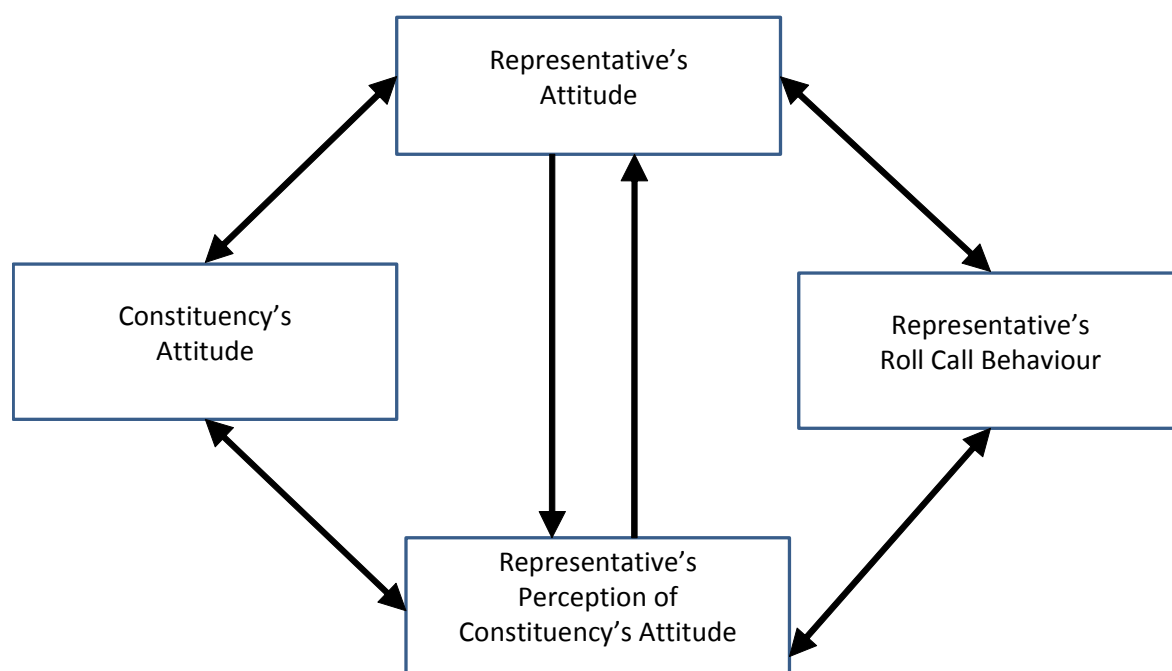 Representative’s
Attitude
Constituency’s
Attitude
Representative’s
Roll Call Behaviour
Representative’s
Perception of
Constituency’s Attitude